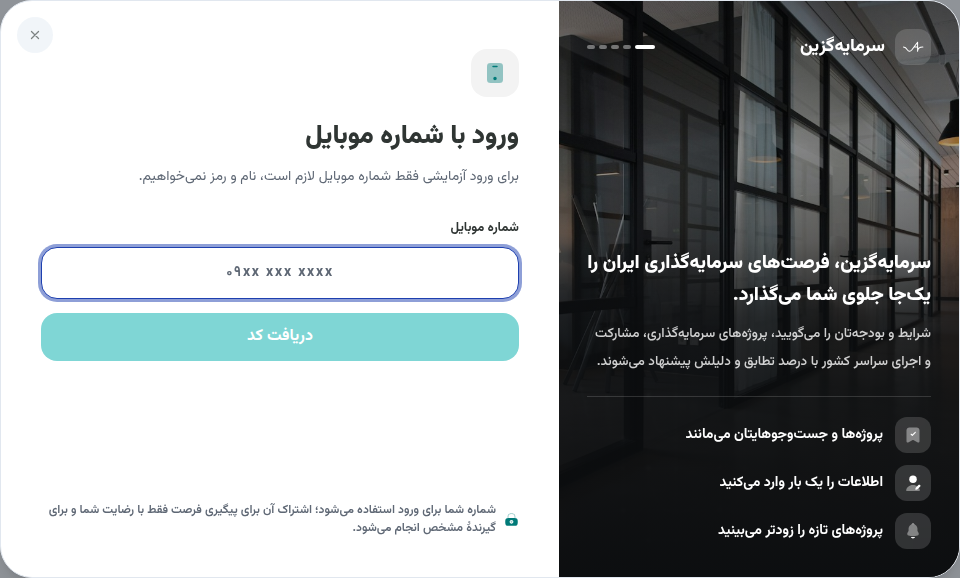 سرمایه‌گزین
سرمایه‌گزین، فرصت‌های سرمایه‌گذاری ایران را
یک‌جا جلوی شما می‌گذارد.
شرایط و بودجه‌تان را می‌گویید، پروژه‌های سرمایه‌گذاری، مشارکت
و اجرای سراسر کشور با درصد تطابق و دلیلش پیشنهاد می‌شوند.
پروژه‌ها و جست‌وجوهایتان می‌مانند
اطلاعات را یک بار وارد می‌کنید
پروژه‌های تازه را زودتر می‌بینید
ورود با شماره موبایل
برای ورود آزمایشی فقط شماره موبایل لازم است، نام و رمز نمی‌خواهیم.
شماره موبایل
۰۹xx xxx xxxx
دریافت کد
شماره شما برای ورود استفاده می‌شود؛ اشتراک آن برای پیگیری فرصت فقط با رضایت شما و برای
گیرندهٔ مشخص انجام می‌شود.